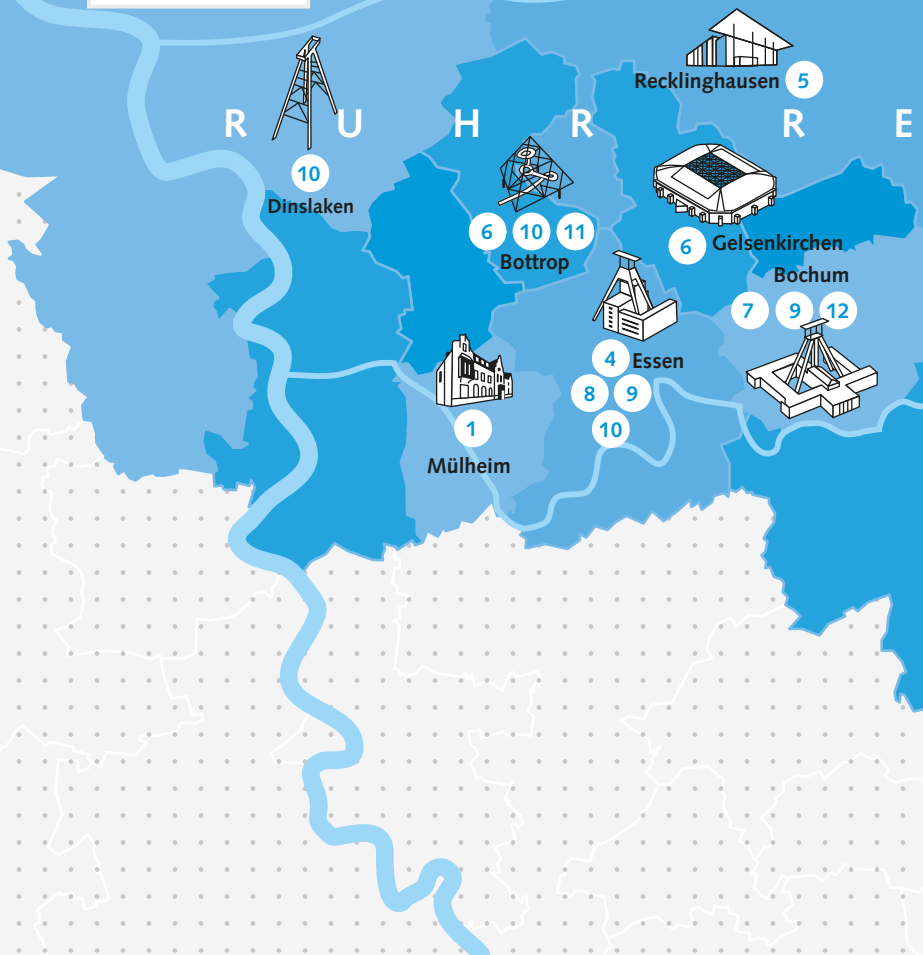 Recklinghausen 5
R U H R R E
10
Dinslaken
6 10 11
Bottrop
6 Gelsenkirchen
Bochum
7 9 12
4 Essen
8 9
10
1
Mülheim